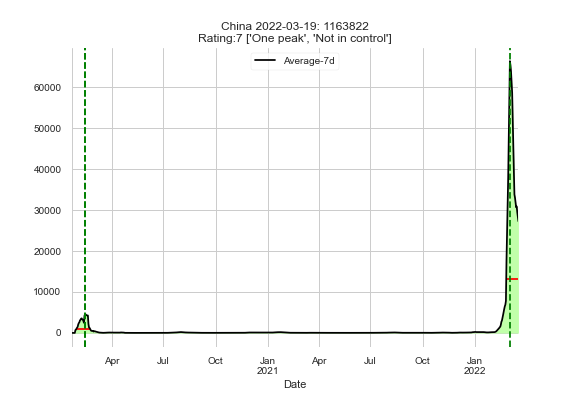 China 2022-03-19: 1163822
Rating:7 ['One peak', 'Not in control']
Average-7d
60000
50000
40000
30000
20000
10000
0
Apr Jul Oct Jan Apr Jul Oct Jan
2021 2022
Date